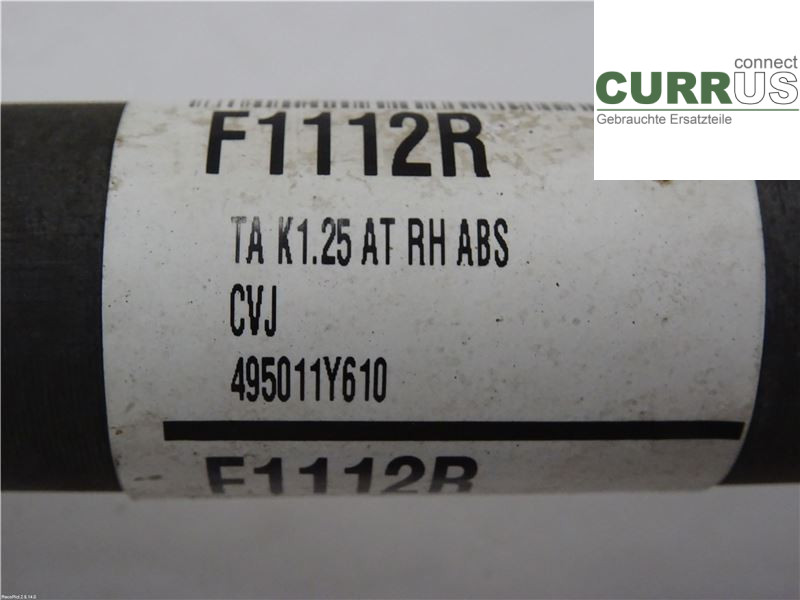 connect
CURRUS
Gebrauchte Ersatzteile
F1112R
TA K1.25 AT RH ABS
CVJ
495011Y610
F1112R